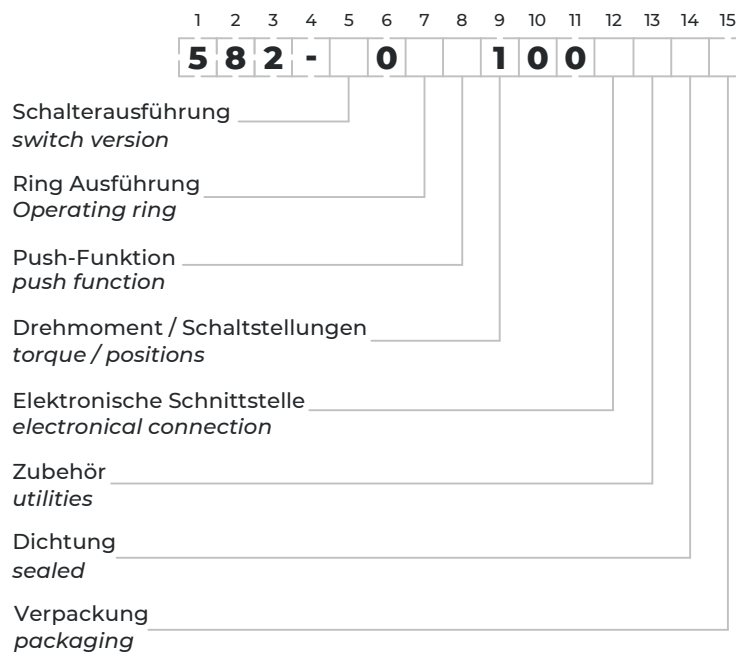 1 2 3 4 5 6 7 8 9 10 11 12 13 14 15
5 8 2 - 0 1 0 0
Schalterausführung
switch version
Ring Ausführung
Operating ring
Push-Funktion
push function
Drehmoment / Schaltstellungen
torque / positions
Elektronische Schnittstelle
electronical connection
Zubehör
utilities
Dichtung
sealed
Verpackung
packaging